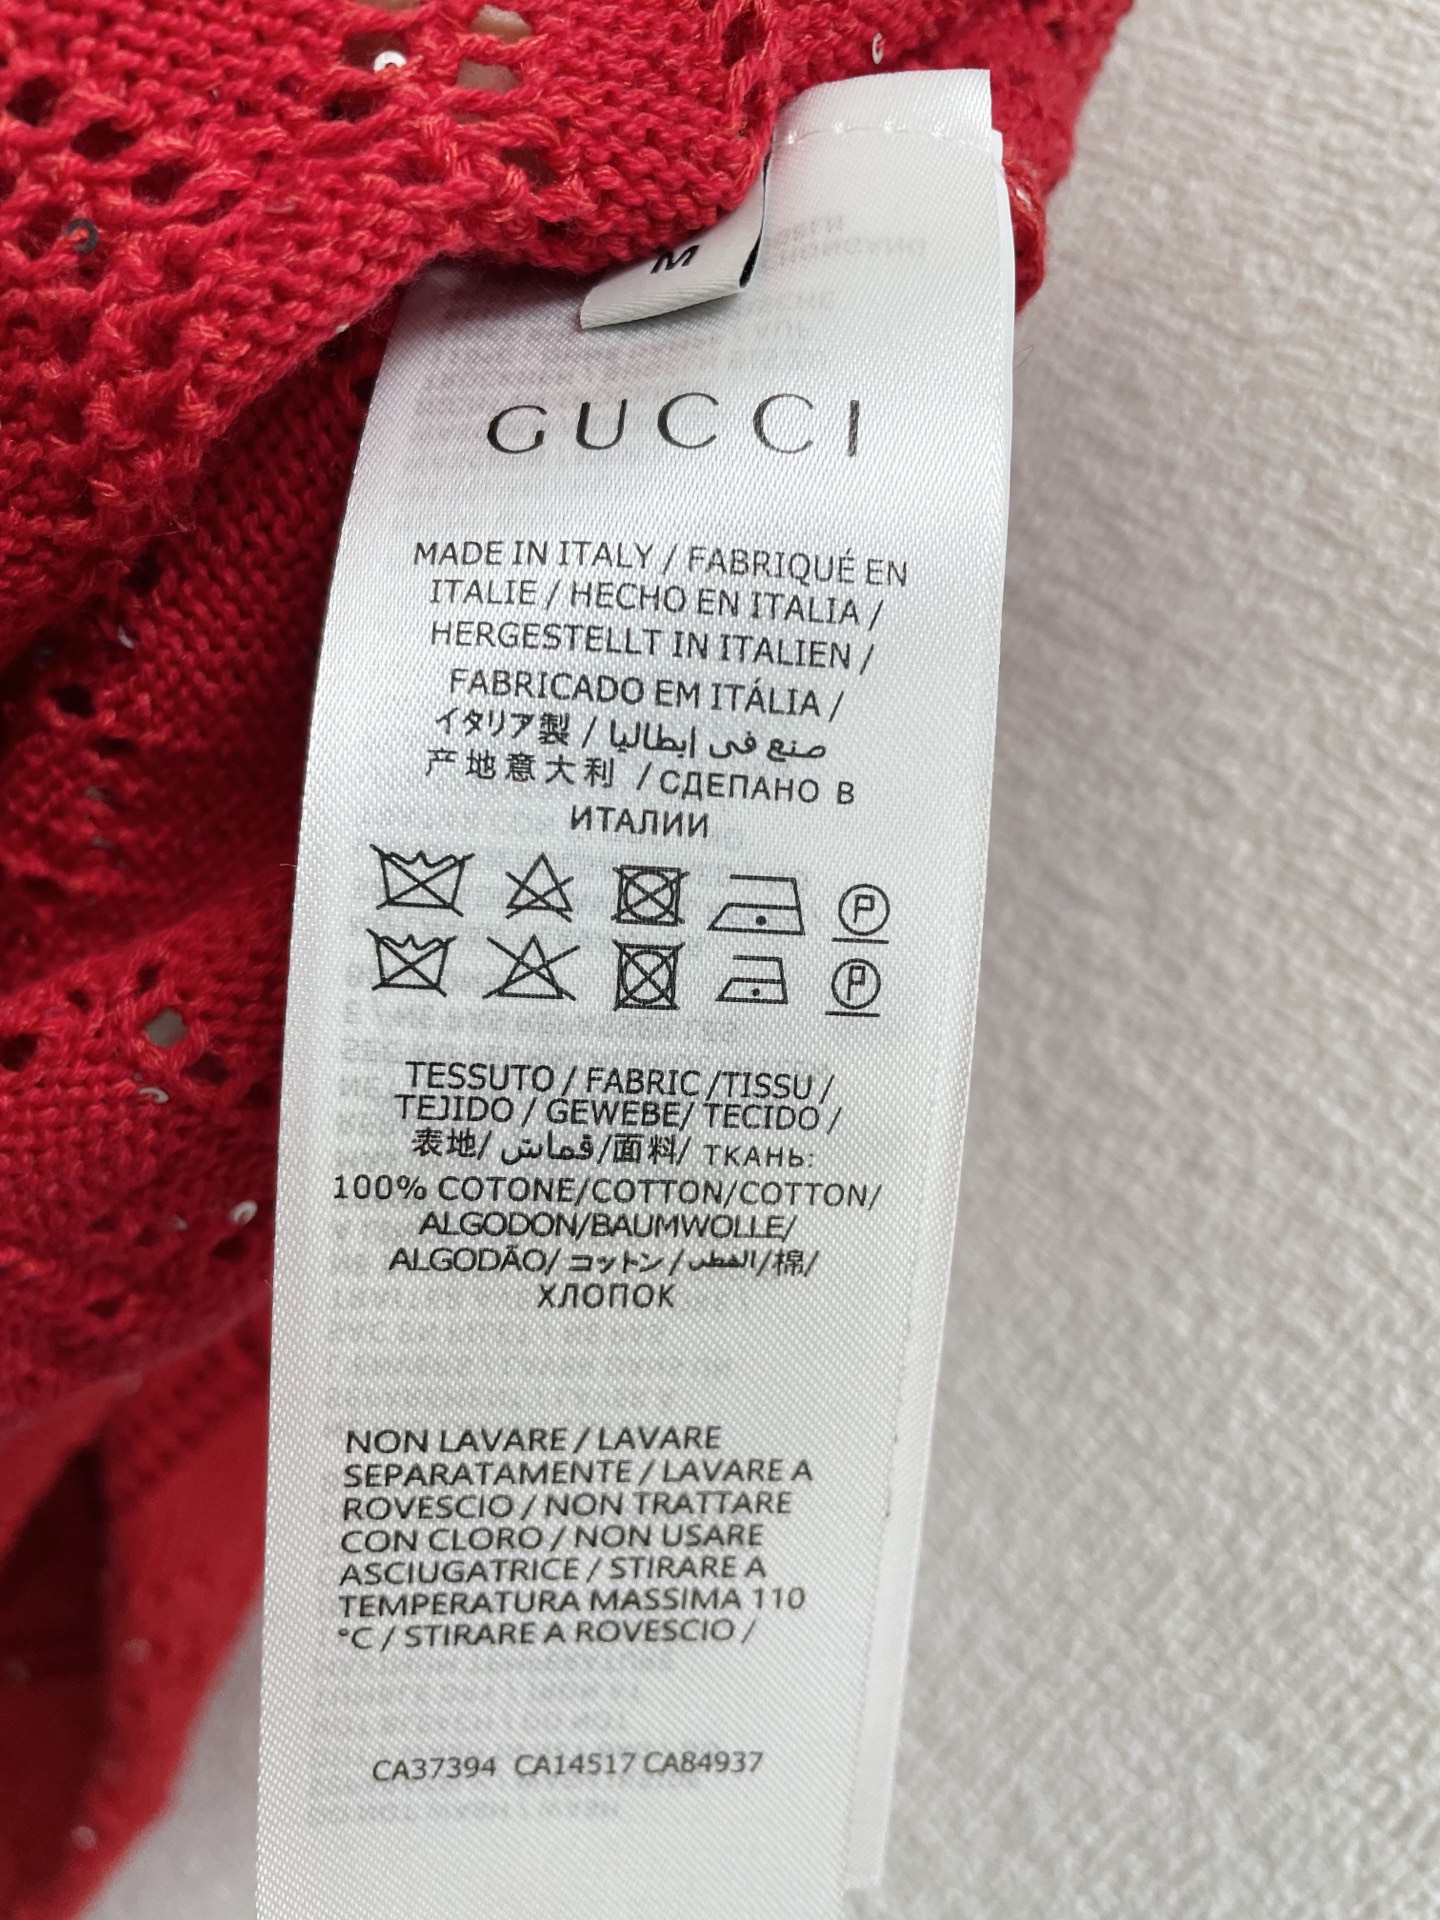 M
GUCCI
MADE IN ITALY / FABRIQUÉ EN
ITALIE / HECHO EN ITALIA /
HERGESTELLT IN ITALIEN /
FABRICADO EM ITÁLIA /
イタリア製 / صنع في إيطاليا
产地意大利 / СДЕЛАНО В
ИТАЛИИ
P
P
TESSUTO / FABRIC /TISSU /
TEJIDO / GEWEBE/ TECIDO /
表地/ قماش/面料/ ТКАНЬ:
100% COTONE/COTTON/COTTON/
ALGODON/BAUMWOLLE/
ALGODÃO/ コットン /القطن/棉/
ХЛОПОК
NON LAVARE / LAVARE
SEPARATAMENTE / LAVARE A
ROVESCIO / NON TRATTARE
CON CLORO / NON USARE
ASCIUGATRICE / STIRARE A
TEMPERATURA MASSIMA 110
°C / STIRARE A ROVESCIO /
CA37394 CA14517 CA84937